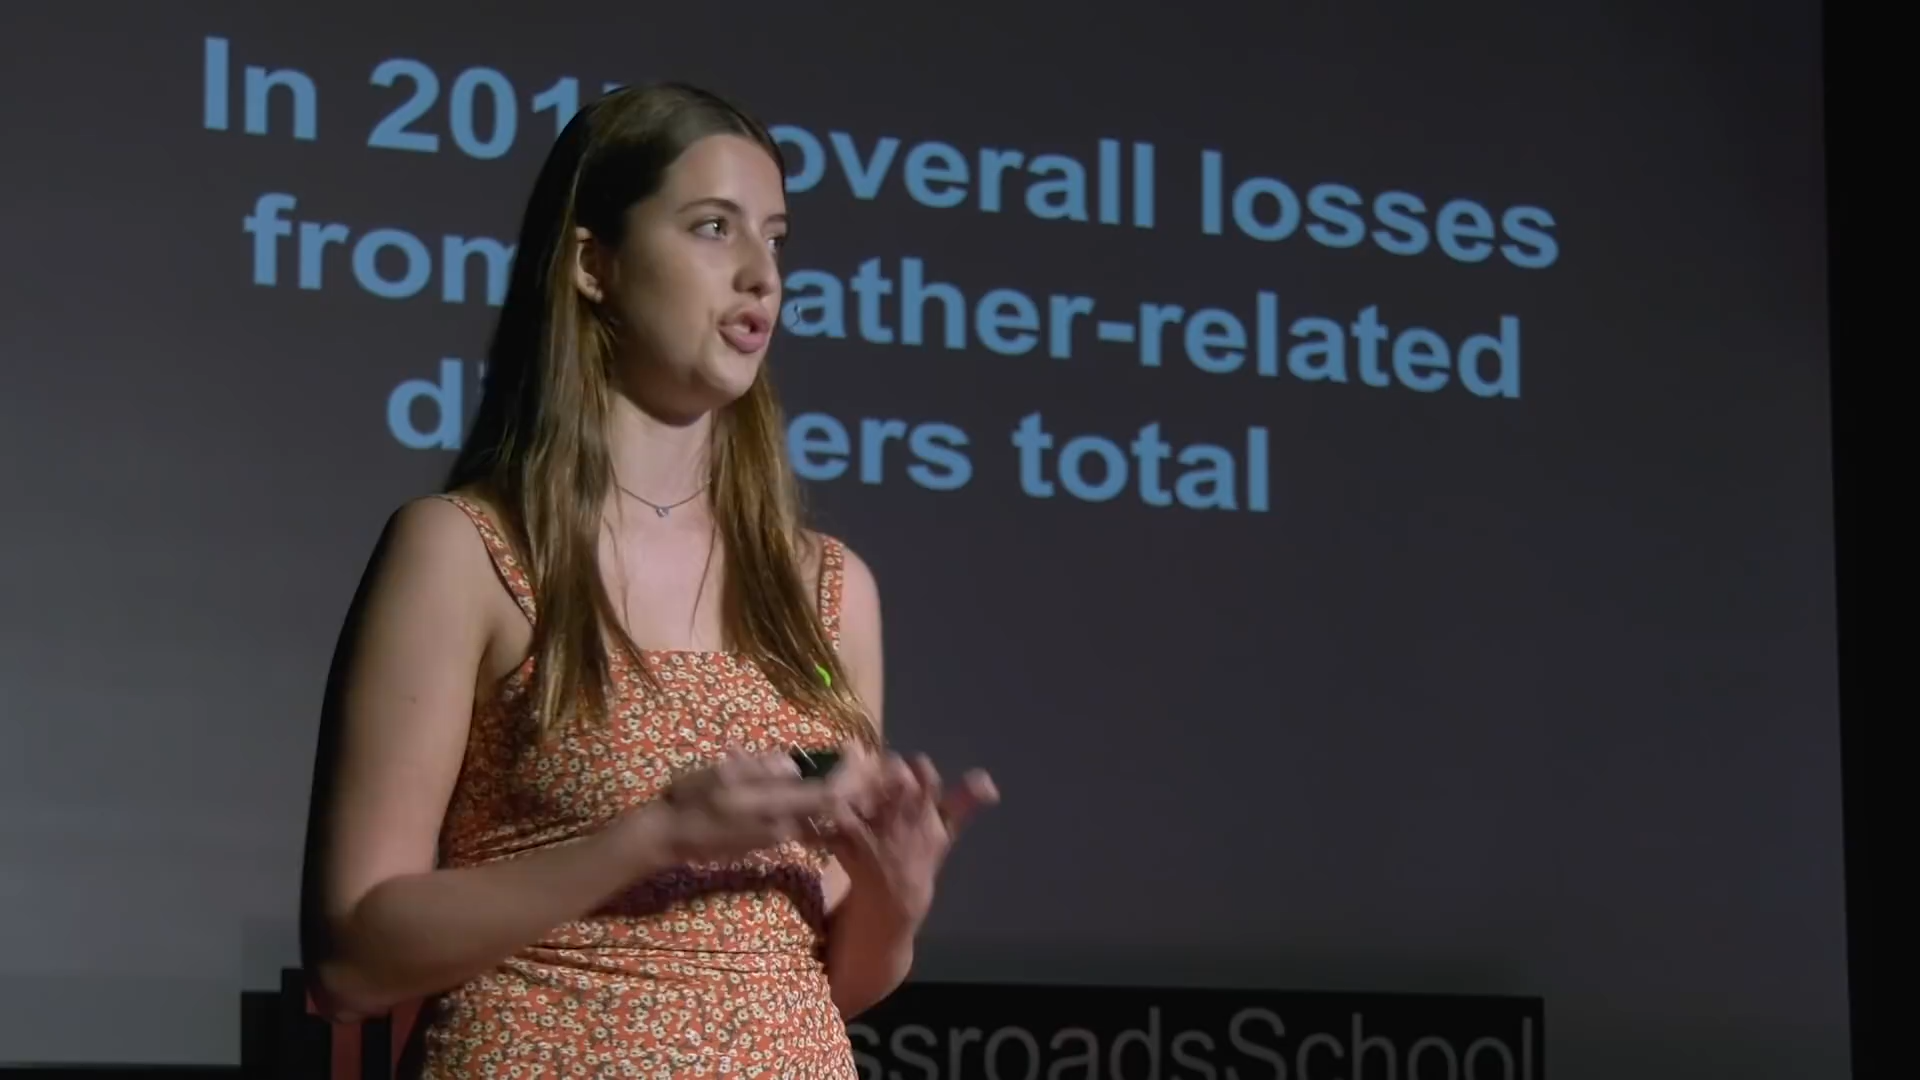 In 201 overall losses
from ather-related
d ers total
ssroadsSchool